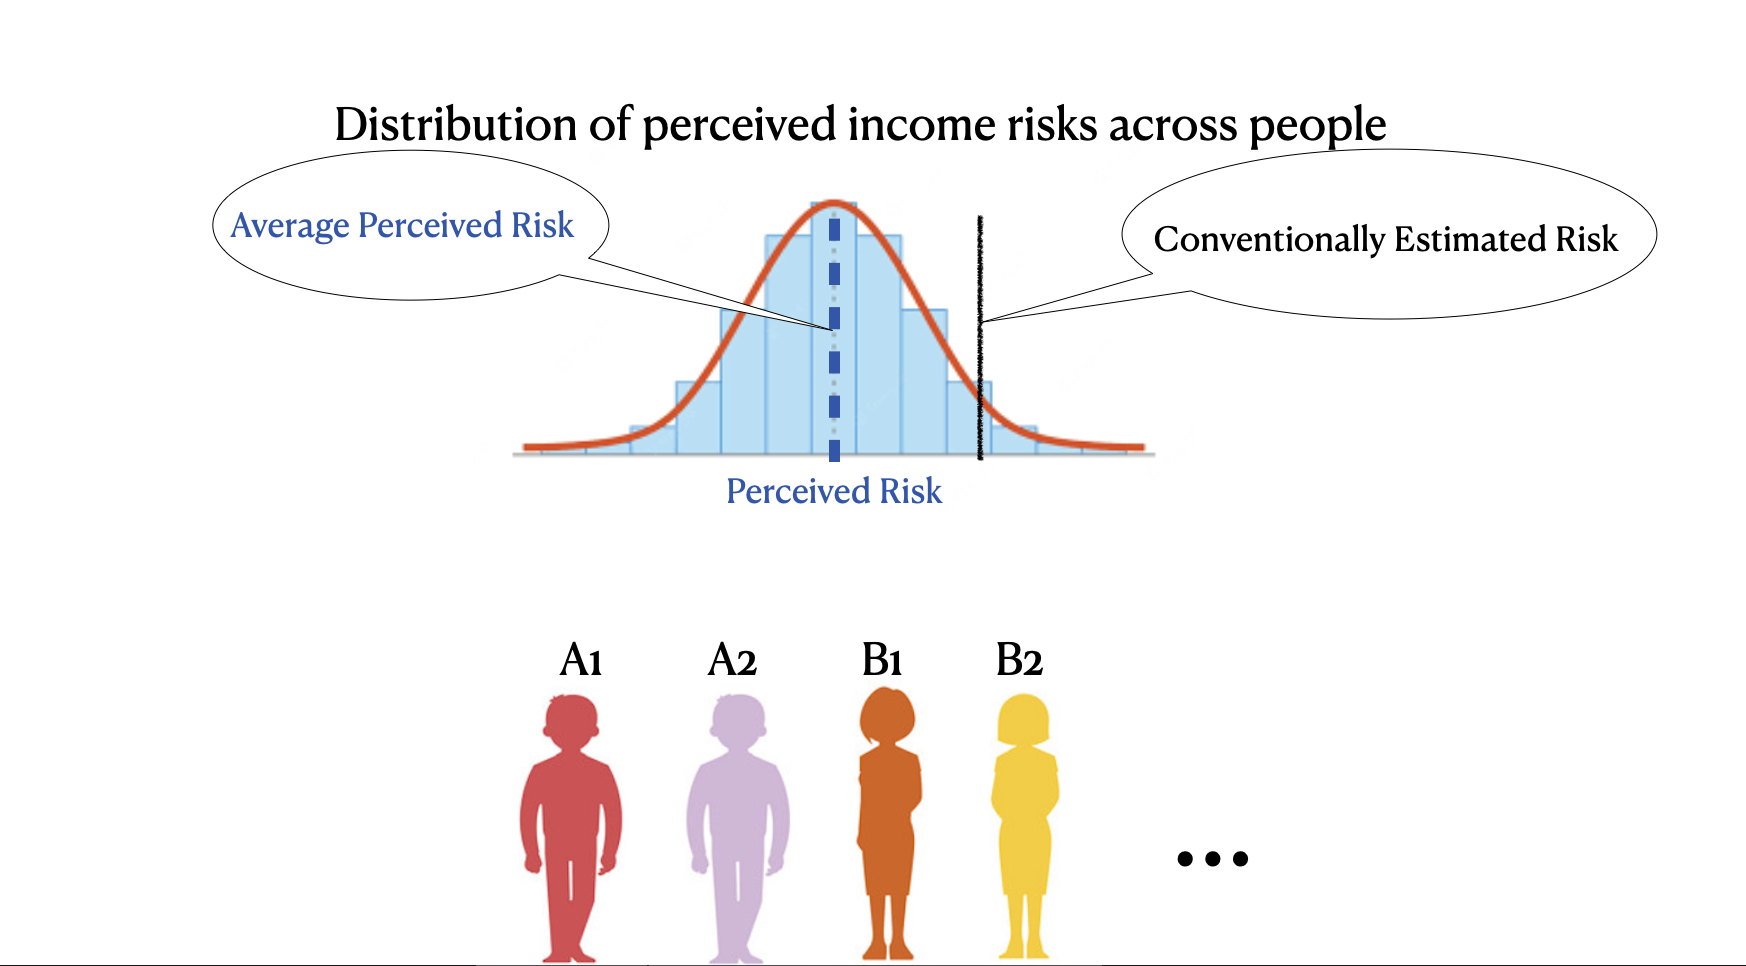 Distribution of perceived income risks across people
Average Perceived Risk
Conventionally Estimated Risk
Perceived Risk
A1 A2 B1 B2
...